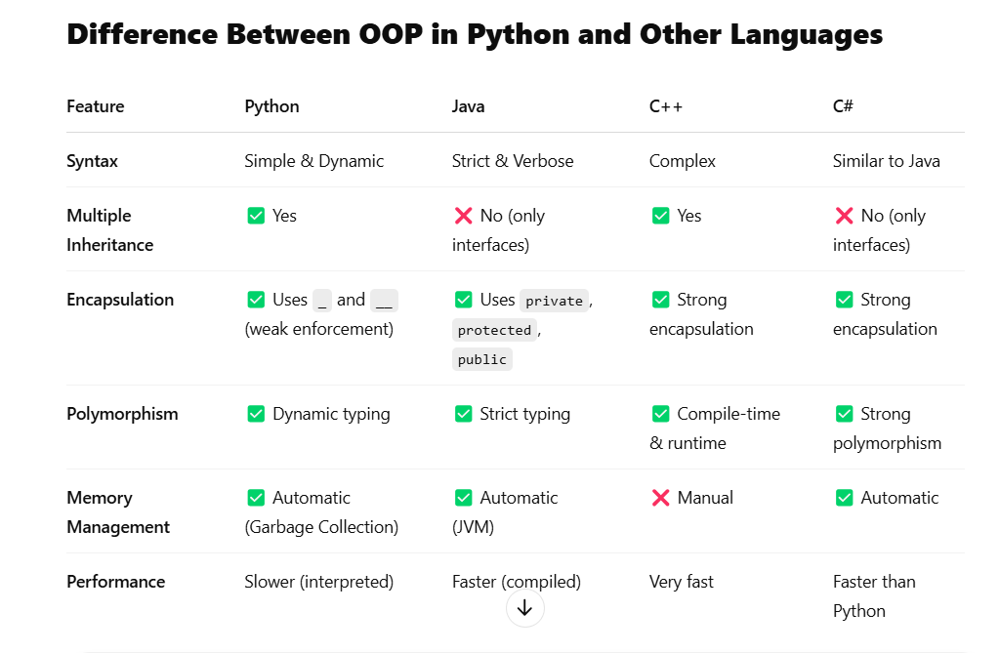 Difference Between OOP in Python and Other Languages
Feature Python Java C++ C#
Syntax Simple & Dynamic Strict & Verbose Complex Similar to Java
Multiple ✅ Yes ❌ No (only ✅ Yes ❌ No (only
Inheritance interfaces) interfaces)
Encapsulation ✅ Uses _ and __ ✅ Uses private, ✅ Strong ✅ Strong
(weak enforcement) protected, encapsulation encapsulation
public
Polymorphism ✅ Dynamic typing ✅ Strict typing ✅ Compile-time ✅ Strong
& runtime polymorphism
Memory ✅ Automatic ✅ Automatic ❌ Manual ✅ Automatic
Management (Garbage Collection) (JVM)
Performance Slower (interpreted) Faster (compiled) Very fast Faster than
Python